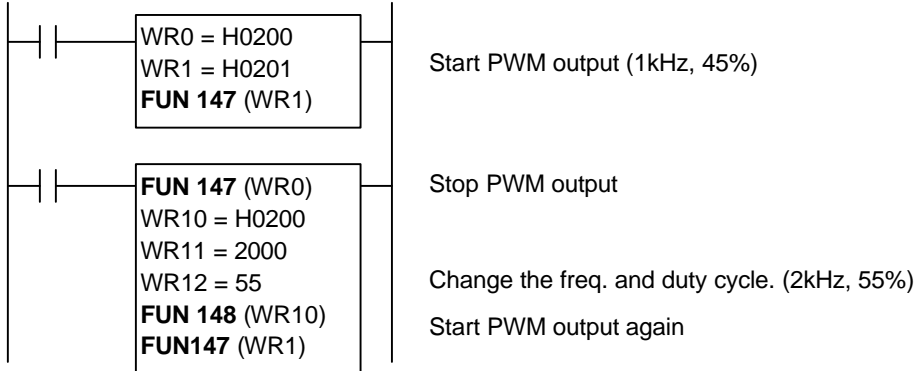 WR0 = H0200
WR1 = H0201
FUN 147 (WR1)
Start PWM output (1kHz, 45%)
FUN 147 (WR0)
Stop PWM output
WR10 = H0200
WR11 = 2000
WR12 = 55
Change the freq. and duty cycle. (2kHz, 55%)
FUN 148 (WR10)
Start PWM output again
FUN147 (WR1)